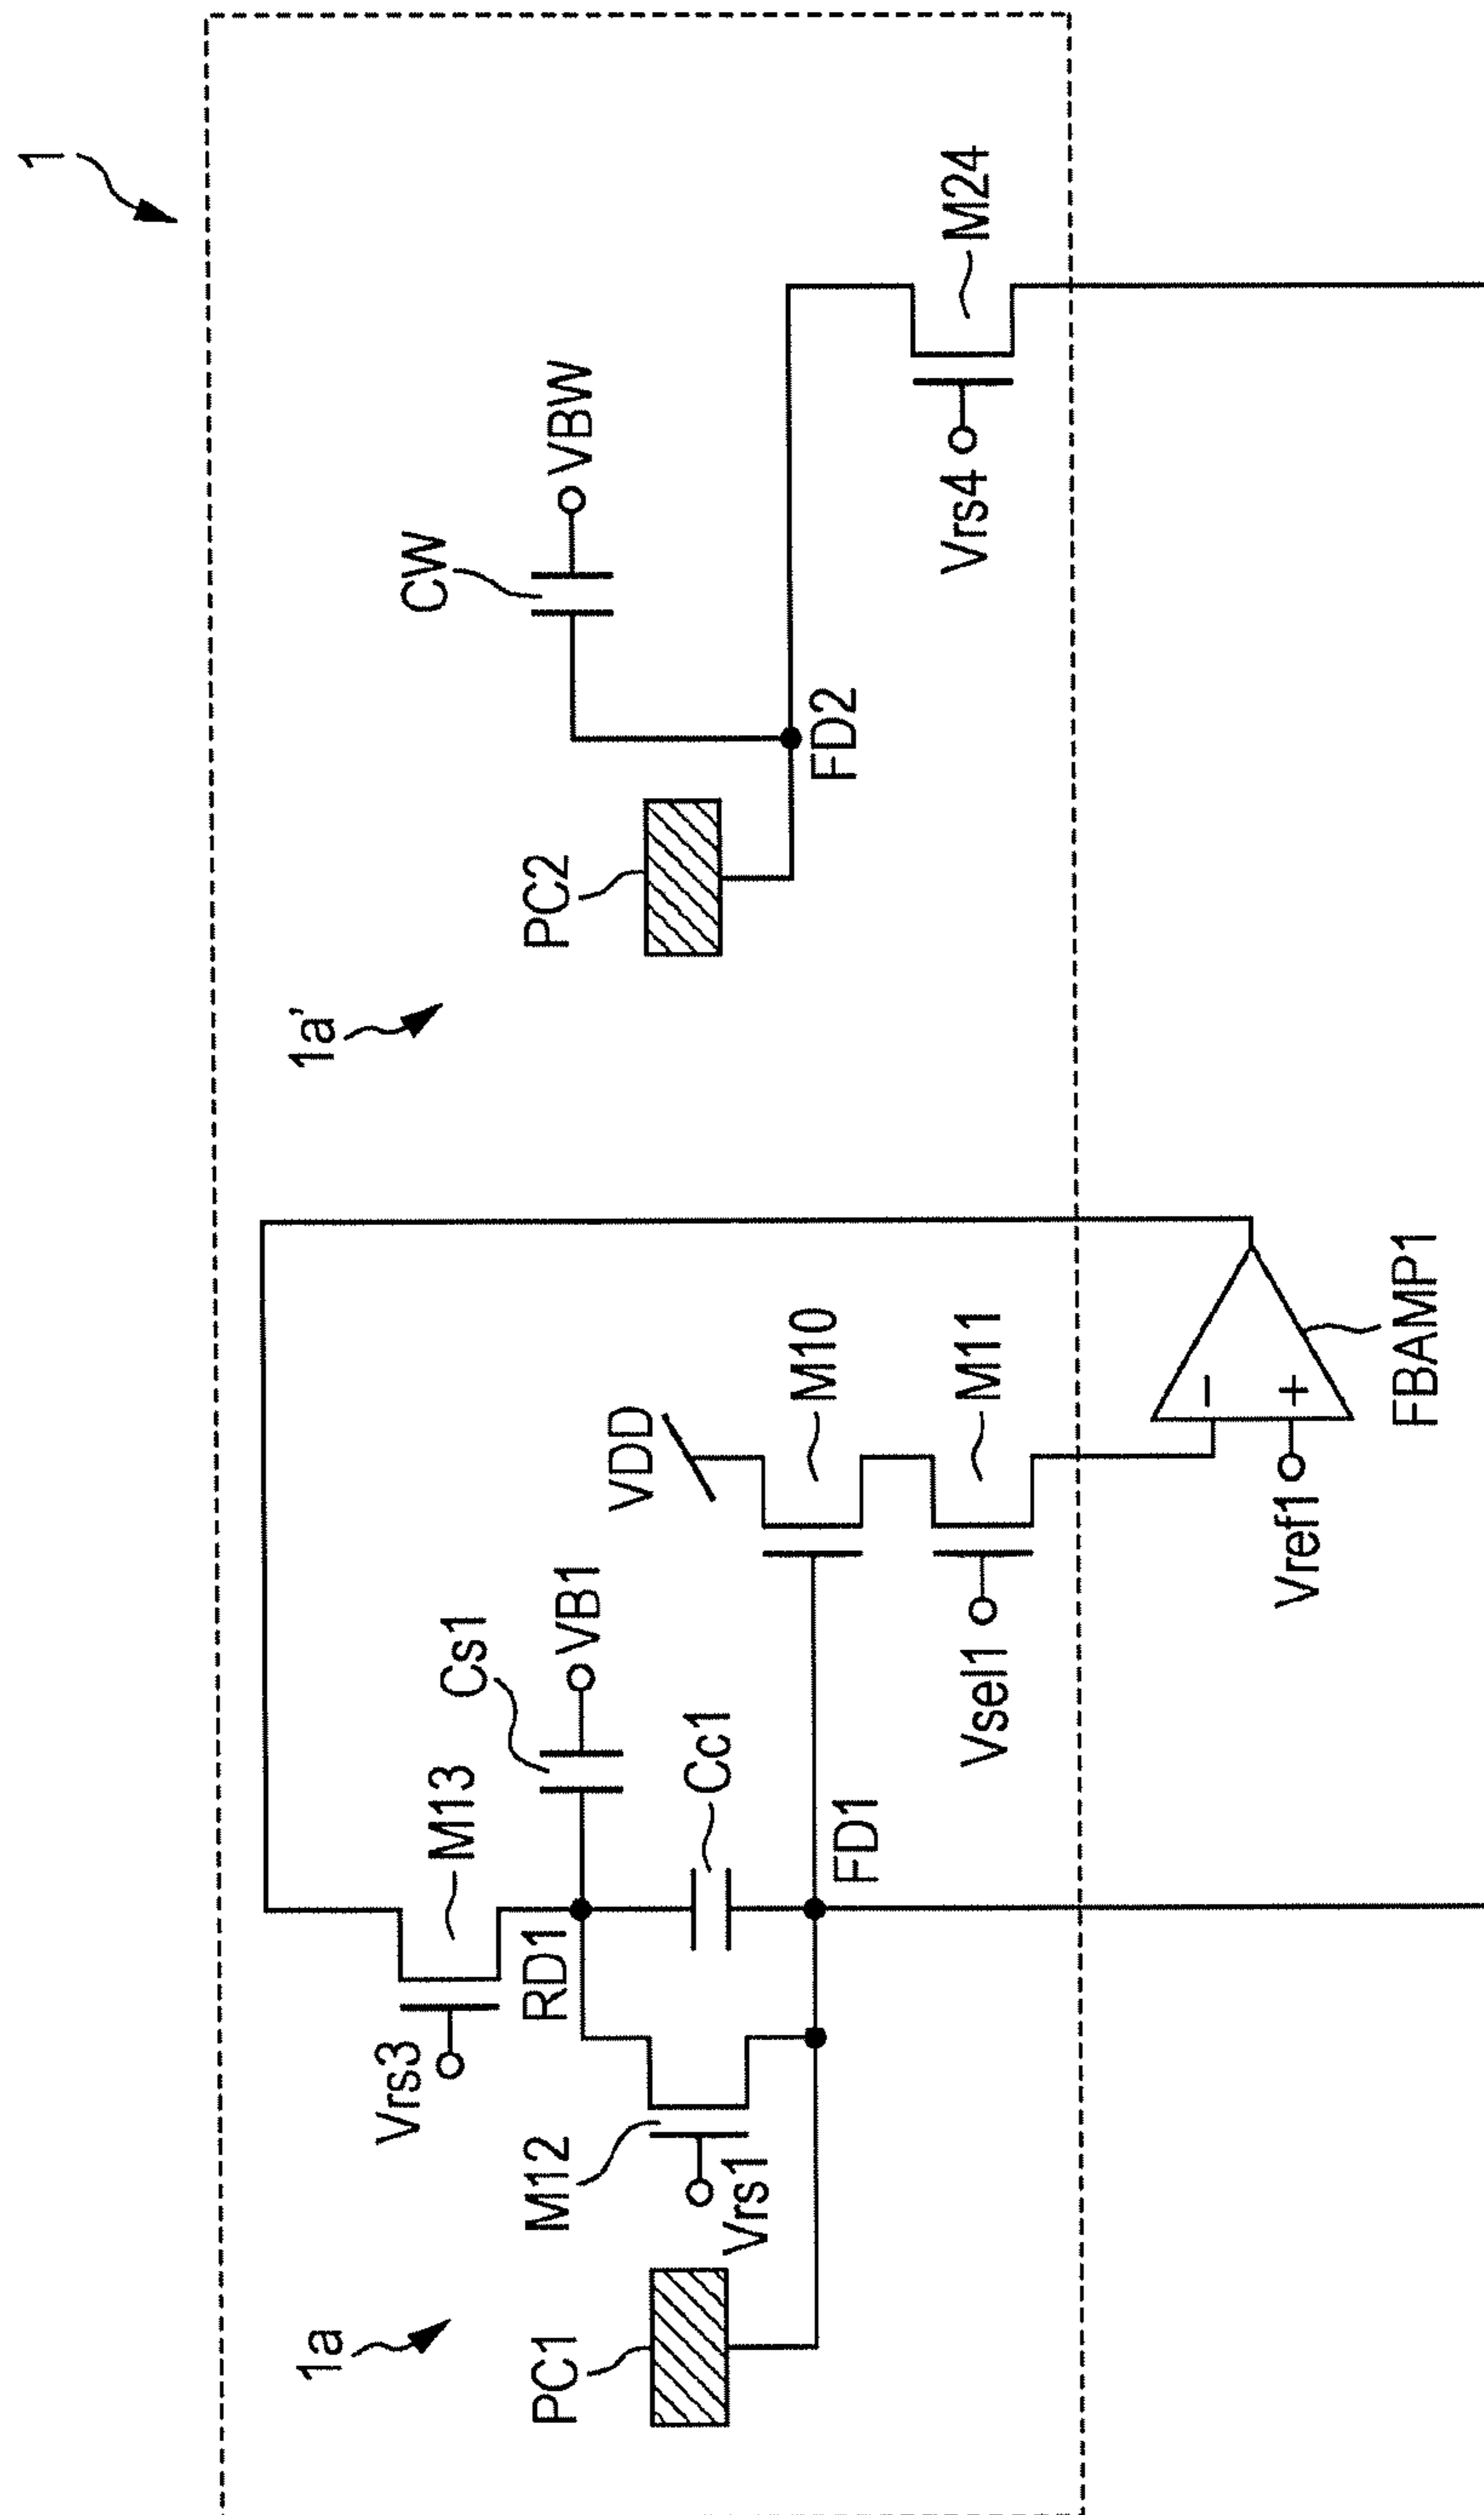 1
1a
1a'
Vrs3
M13
RD1
Cs1
VB1
M12
Vrs1
Cc1
PC1
FD1
VDD
M10
M11
Vsel1
Vref1
−
+
FBAMP1
PC2
CW
VBW
FD2
M24
Vrs4